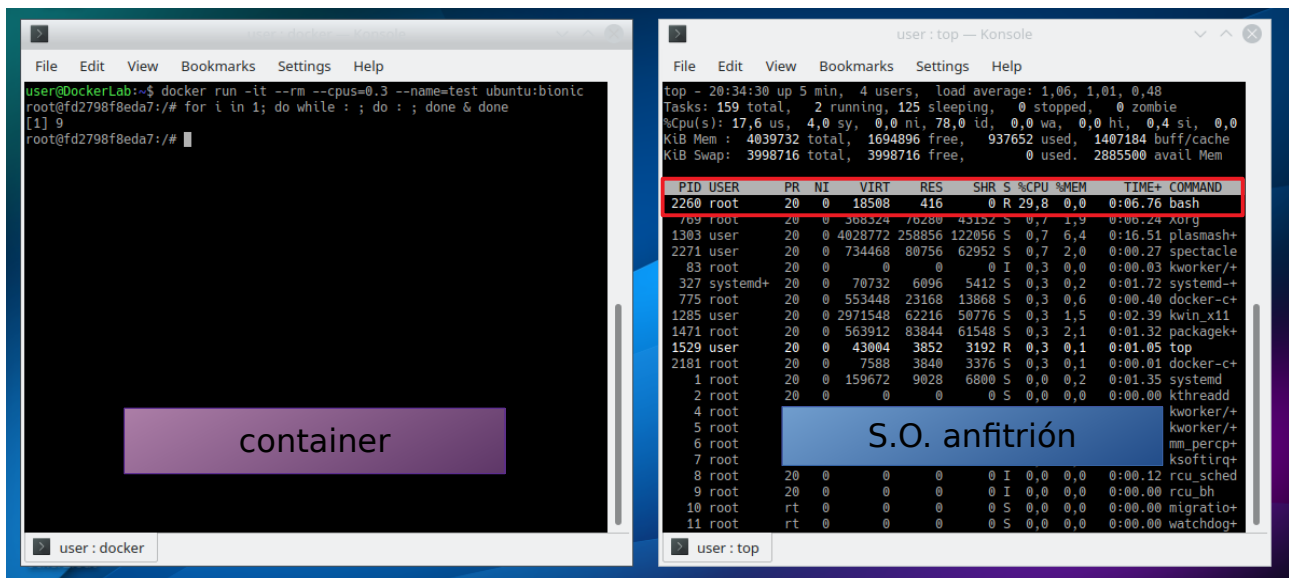 File Edit View Bookmarks Settings Help
user@DockerLab:~$ docker run -it --rm --cpus=0.3 --name=test ubuntu:bionic
root@fd2798f8eda7:/# for i in 1; do while : ; do : ; done & done
[1] 9
root@fd2798f8eda7:/#
container
user : docker
user : top — Konsole
File Edit View Bookmarks Settings Help
top - 20:34:30 up 5 min, 4 users, load average: 1,06, 1,01, 0,48
Tasks: 159 total, 2 running, 125 sleeping, 0 stopped, 0 zombie
%Cpu(s): 17,6 us, 4,0 sy, 0,0 ni, 78,0 id, 0,0 wa, 0,0 hi, 0,4 si, 0,0
KiB Mem : 4039732 total, 1694896 free, 937652 used, 1407184 buff/cache
KiB Swap: 3998716 total, 3998716 free, 0 used. 2885500 avail Mem
PID USER PR NI VIRT RES SHR S %CPU %MEM TIME+ COMMAND
2260 root 20 0 18508 416 0 R 29,8 0,0 0:06.76 bash
769 root 20 0 368324 76280 43152 S 0,7 1,9 0:06.24 Xorg
1303 user 20 0 4028772 258856 122056 S 0,7 6,4 0:16.51 plasmash+
2271 user 20 0 734468 80756 62952 S 0,7 2,0 0:00.27 spectacle
83 root 20 0 0 0 0 I 0,3 0,0 0:00.03 kworker/+
327 systemd+ 20 0 70732 6096 5412 S 0,3 0,2 0:01.72 systemd-+
775 root 20 0 553448 23168 13868 S 0,3 0,6 0:00.40 docker-c+
1285 user 20 0 2971548 62216 50776 S 0,3 1,5 0:02.39 kwin_x11
1471 root 20 0 563912 83844 61548 S 0,3 2,1 0:01.32 packagek+
1529 user 20 0 43004 3852 3192 R 0,3 0,1 0:01.05 top
2181 root 20 0 7588 3840 3376 S 0,3 0,1 0:00.01 docker-c+
1 root 20 0 159672 9028 6800 S 0,0 0,2 0:01.35 systemd
2 root 20 0 0 0 0 S 0,0 0,0 0:00.00 kthreadd
4 root kworker/+
5 root kworker/+
6 root mm_percp+
7 root ksoftirq+
S.O. anfitrión
8 root 20 0 0 0 0 I 0,0 0,0 0:00.12 rcu_sched
9 root 20 0 0 0 0 I 0,0 0,0 0:00.00 rcu_bh
10 root rt 0 0 0 0 S 0,0 0,0 0:00.00 migratio+
11 root rt 0 0 0 0 S 0,0 0,0 0:00.00 watchdog+
user : top